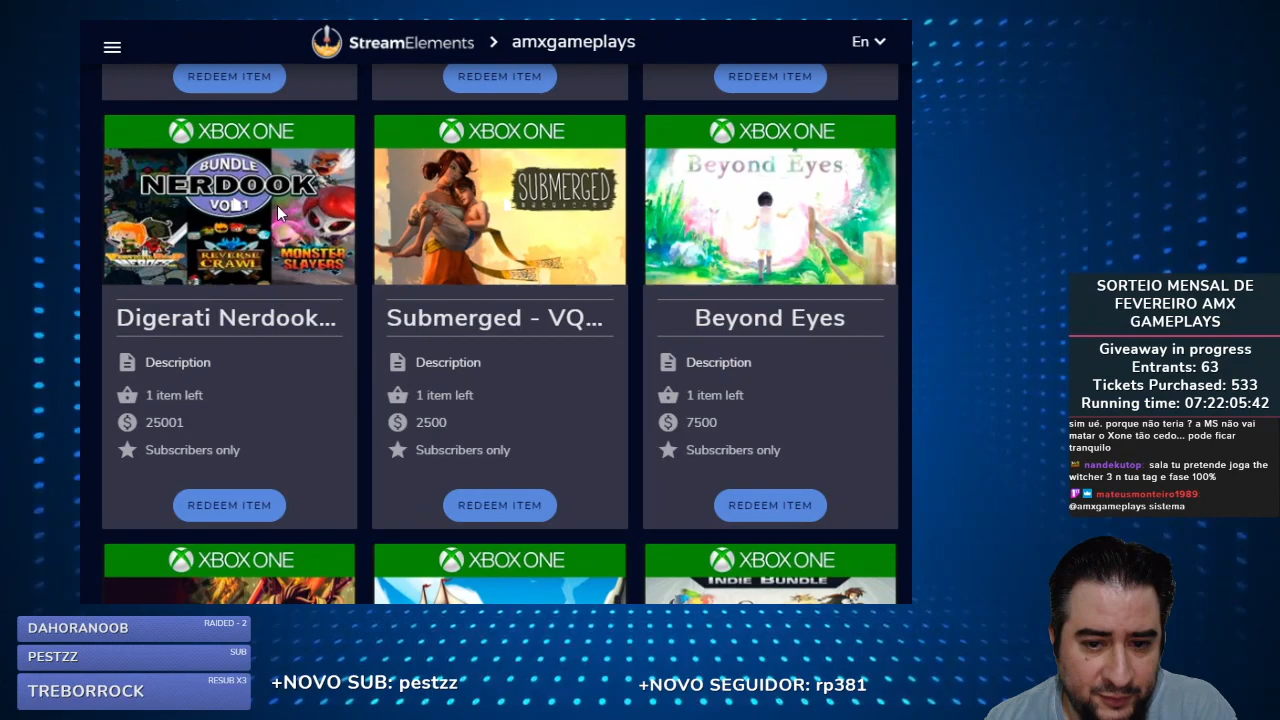 StreamElements > amxgameplays
En
REDEEM ITEM
REDEEM ITEM
REDEEM ITEM
XBOX ONE
XBOX ONE
XBOX ONE
BUNDLE
NERDOOK
VOL1
REVERSE
CRAWL
MONSTER
SLAYERS
SUBMERGED
Beyond Eyes
Digerati Nerdook...
Submerged - VQ...
Beyond Eyes
Description
Description
Description
1 item left
1 item left
1 item left
25001
2500
7500
Subscribers only
Subscribers only
Subscribers only
REDEEM ITEM
REDEEM ITEM
REDEEM ITEM
XBOX ONE
XBOX ONE
XBOX ONE
INDIE BUNDLE
SORTEIO MENSAL DE
FEVEREIRO AMX
GAMEPLAYS
Giveaway in progress
Entrants: 63
Tickets Purchased: 533
Running time: 07:22:05:42
sim ué. porque não teria ? a MS não vai
matar o Xone tão cedo... pode ficar
tranquilo
nandekutop: sala tu pretende joga the
witcher 3 n tua tag e fase 100%
mateusmonteiro1989:
@amxgameplays sistema
DAHORANOOB RAIDED - 2
PESTZZ SUB
TREBORROCK RESUB X3
+NOVO SUB: pestzz
+NOVO SEGUIDOR: rp381